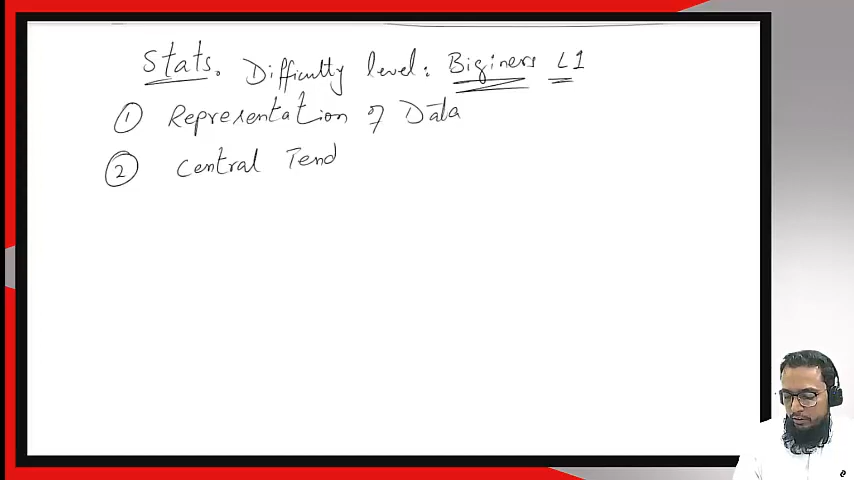 Stats. Difficulty level: Biginers L1
① Representation of Data
② Central Tend